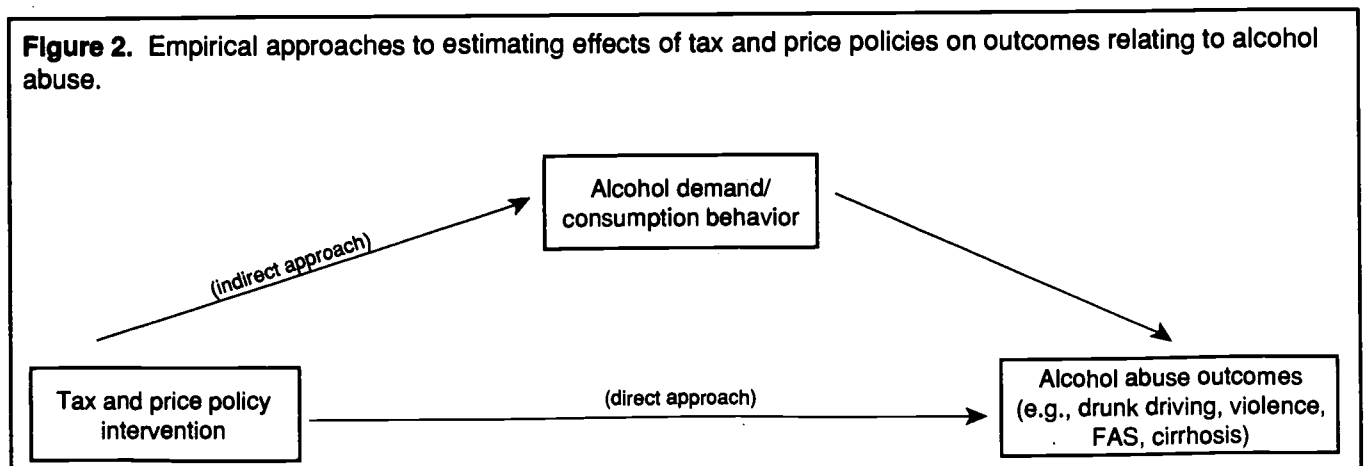 Figure 2. Empirical approaches to estimating effects of tax and price policies on outcomes relating to alcohol
abuse.
Alcohol demand/
consumption behavior
(indirect approach)
Tax and price policy
intervention
(direct approach)
Alcohol abuse outcomes
(e.g., drunk driving, violence,
FAS, cirrhosis)